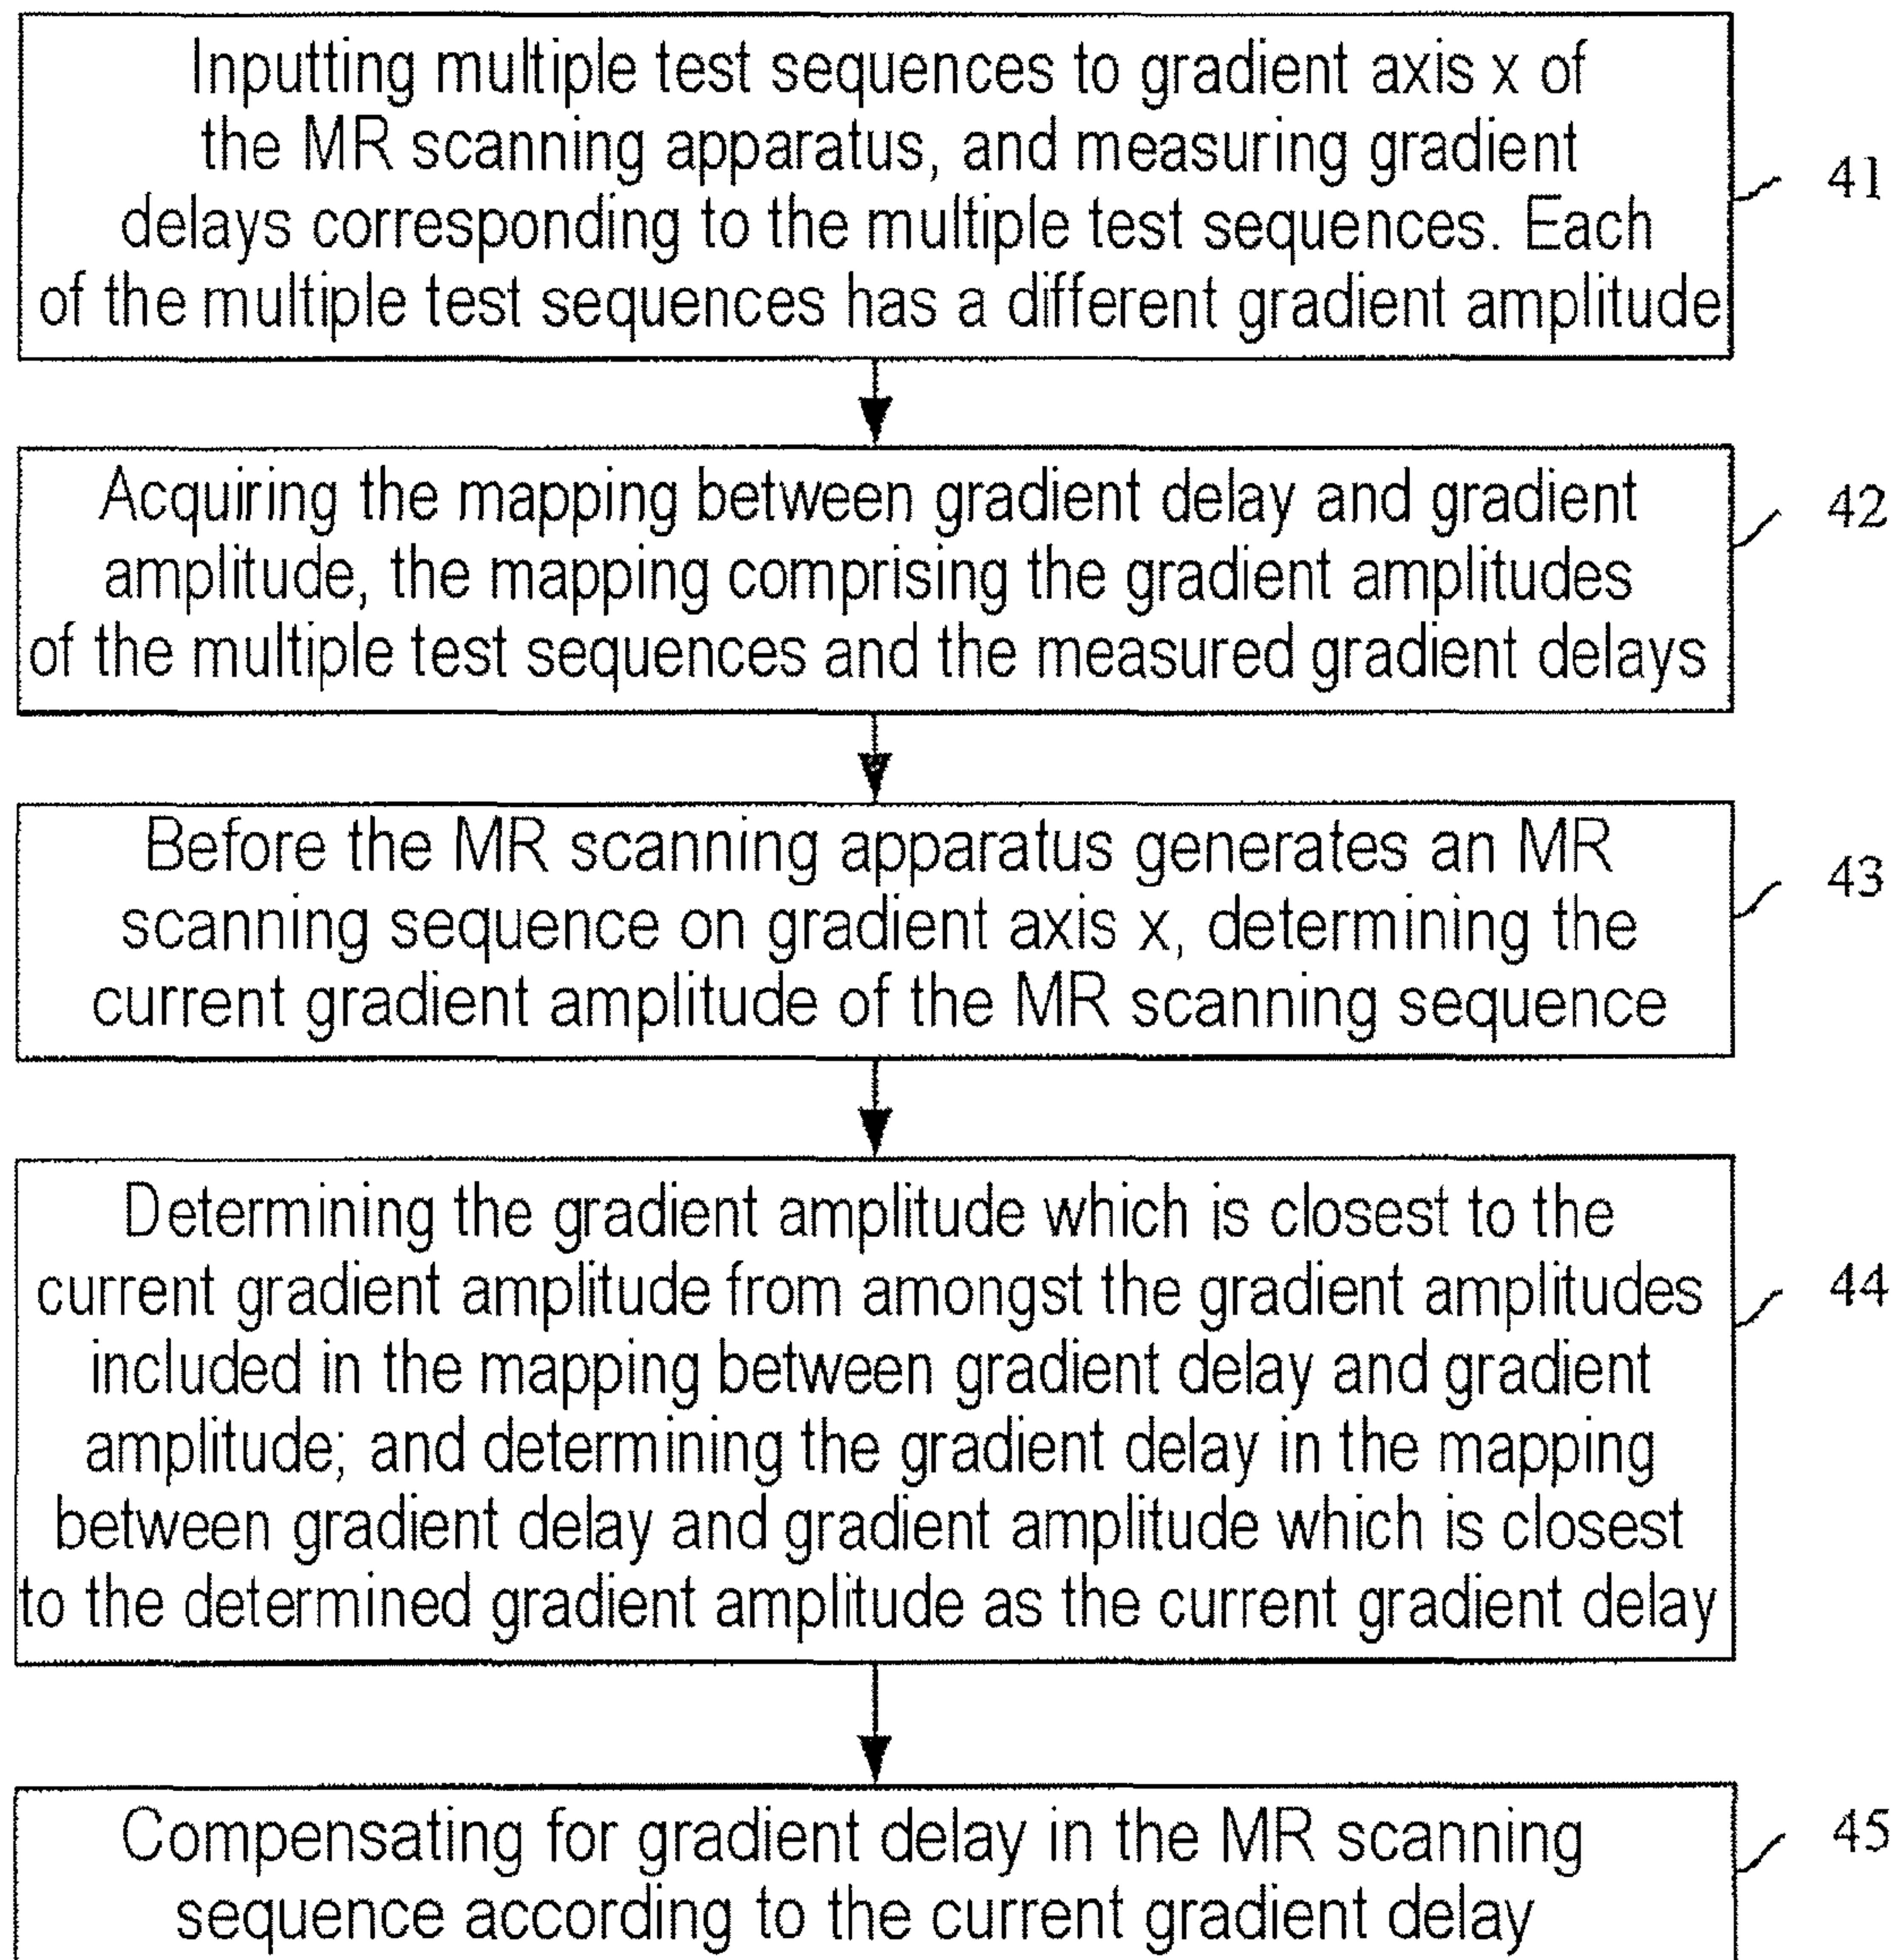 Inputting multiple test sequences to gradient axis x of
the MR scanning apparatus, and measuring gradient
delays corresponding to the multiple test sequences. Each
of the multiple test sequences has a different gradient amplitude
41
Acquiring the mapping between gradient delay and gradient
amplitude, the mapping comprising the gradient amplitudes
of the multiple test sequences and the measured gradient delays
42
Before the MR scanning apparatus generates an MR
scanning sequence on gradient axis x, determining the
current gradient amplitude of the MR scanning sequence
43
Determining the gradient amplitude which is closest to the
current gradient amplitude from amongst the gradient amplitudes
included in the mapping between gradient delay and gradient
amplitude; and determining the gradient delay in the mapping
between gradient delay and gradient amplitude which is closest
to the determined gradient amplitude as the current gradient delay
44
Compensating for gradient delay in the MR scanning
sequence according to the current gradient delay
45